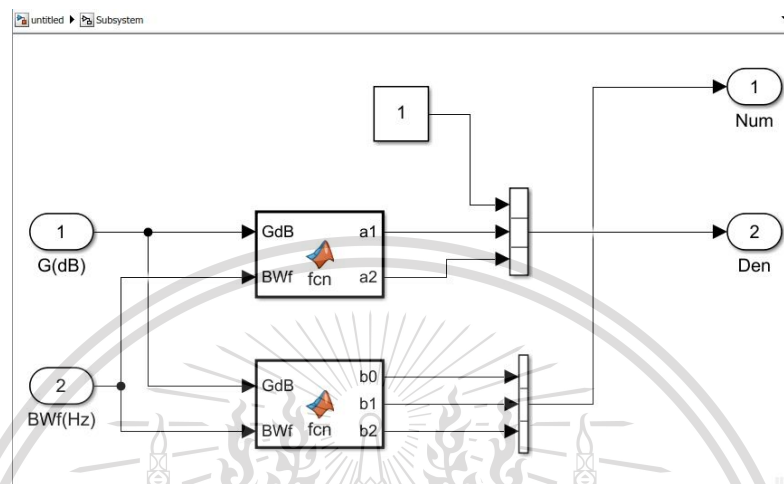 untitled Subsystem
1
1
Num
1
G(dB)
GdB a1
BWf fcn a2
2
Den
2
BWf(Hz)
GdB b0
b1
BWf fcn b2